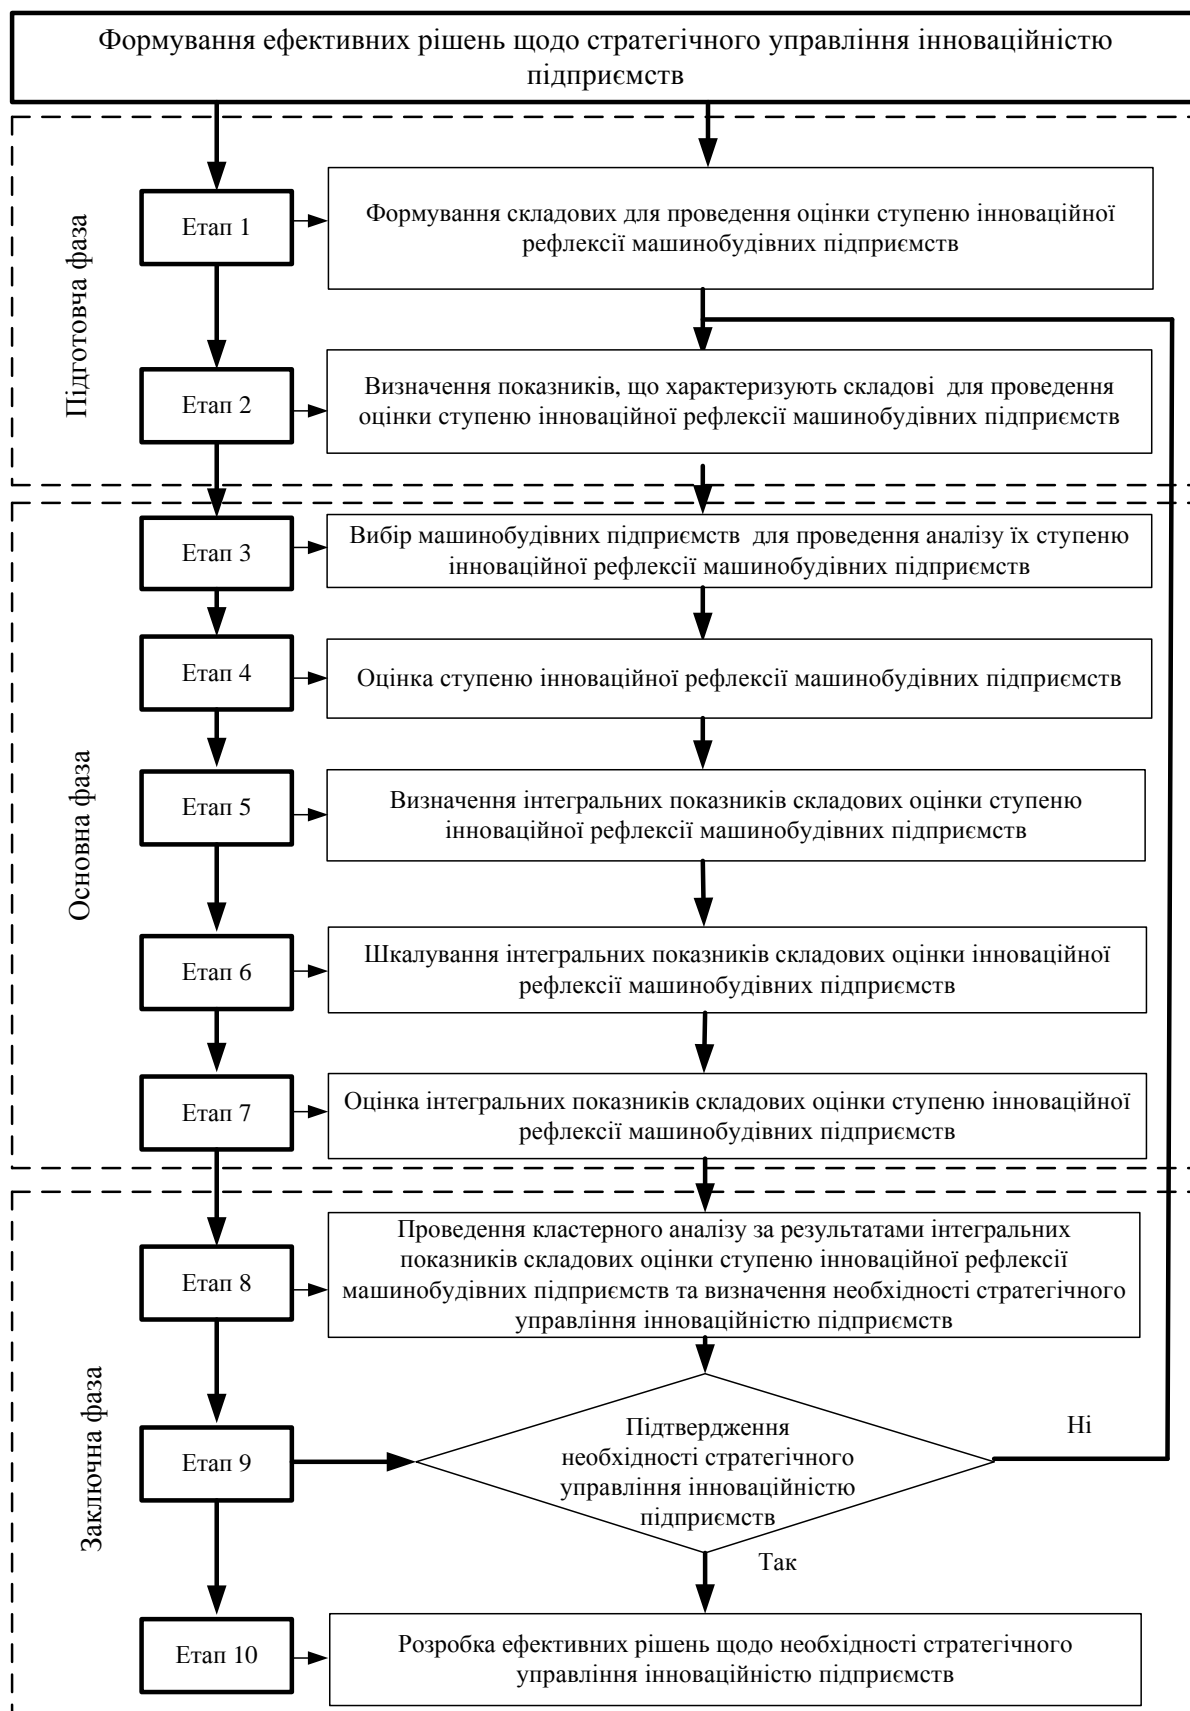 Формування ефективних рішень щодо стратегічного управління інноваційністю
підприємств
Підготовча фаза
Етап 1
Формування складових для проведення оцінки ступеню інноваційної
рефлексії машинобудівних підприємств
Етап 2
Визначення показників, що характеризують складові для проведення
оцінки ступеню інноваційної рефлексії машинобудівних підприємств
Основна фаза
Етап 3
Вибір машинобудівних підприємств для проведення аналізу їх ступеню
інноваційної рефлексії машинобудівних підприємств
Етап 4
Оцінка ступеню інноваційної рефлексії машинобудівних підприємств
Етап 5
Визначення інтегральних показників складових оцінки ступеню
інноваційної рефлексії машинобудівних підприємств
Етап 6
Шкалування інтегральних показників складових оцінки інноваційної
рефлексії машинобудівних підприємств
Етап 7
Оцінка інтегральних показників складових оцінки ступеню інноваційної
рефлексії машинобудівних підприємств
Заключна фаза
Етап 8
Проведення кластерного аналізу за результатами інтегральних
показників складових оцінки ступеню інноваційної рефлексії
машинобудівних підприємств та визначення необхідності стратегічного
управління інноваційністю підприємств
Етап 9
Підтвердження
необхідності стратегічного
управління інноваційністю
підприємств
Ні
Так
Етап 10
Розробка ефективних рішень щодо необхідності стратегічного
управління інноваційністю підприємств